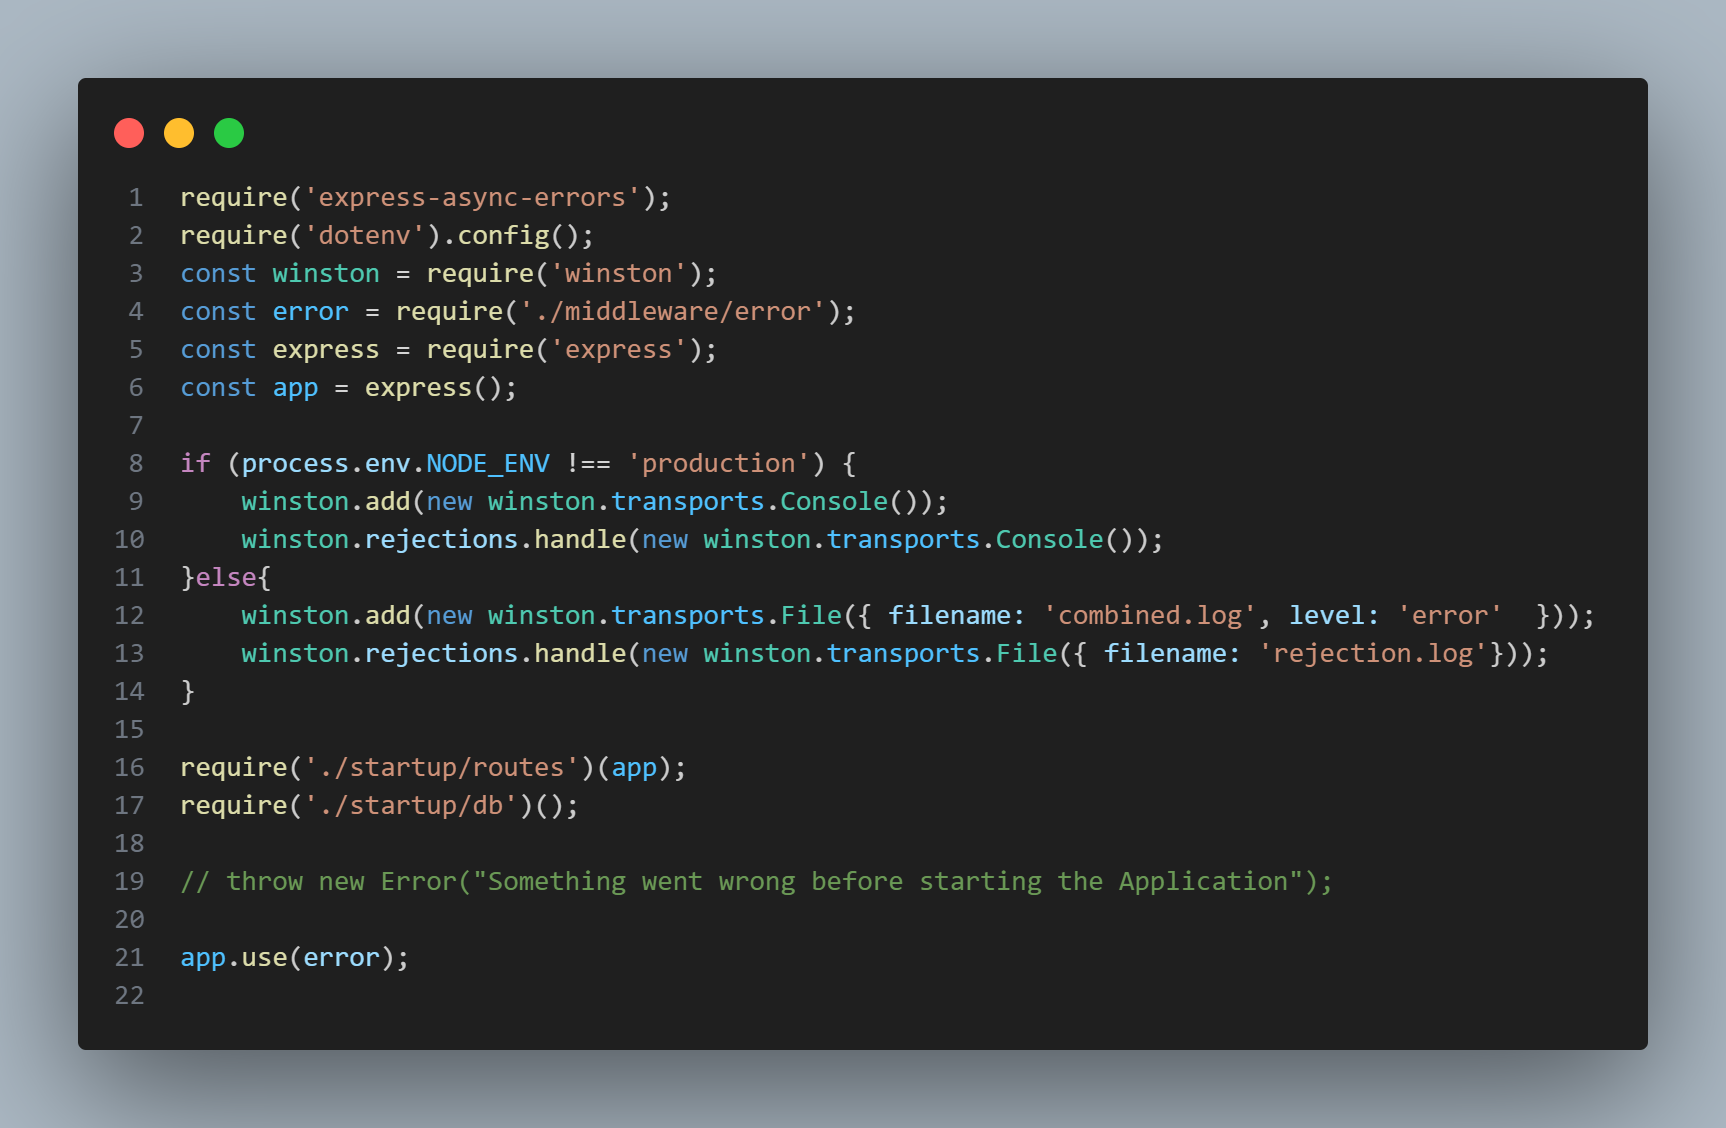 1 require('express-async-errors');
2 require('dotenv').config();
3 const winston = require('winston');
4 const error = require('./middleware/error');
5 const express = require('express');
6 const app = express();
7
8 if (process.env.NODE_ENV !== 'production') {
9     winston.add(new winston.transports.Console());
10     winston.rejections.handle(new winston.transports.Console());
11 }else{
12     winston.add(new winston.transports.File({ filename: 'combined.log', level: 'error'  }));
13     winston.rejections.handle(new winston.transports.File({ filename: 'rejection.log'}));
14 }
15
16 require('./startup/routes')(app);
17 require('./startup/db')();
18
19 // throw new Error("Something went wrong before starting the Application");
20
21 app.use(error);
22